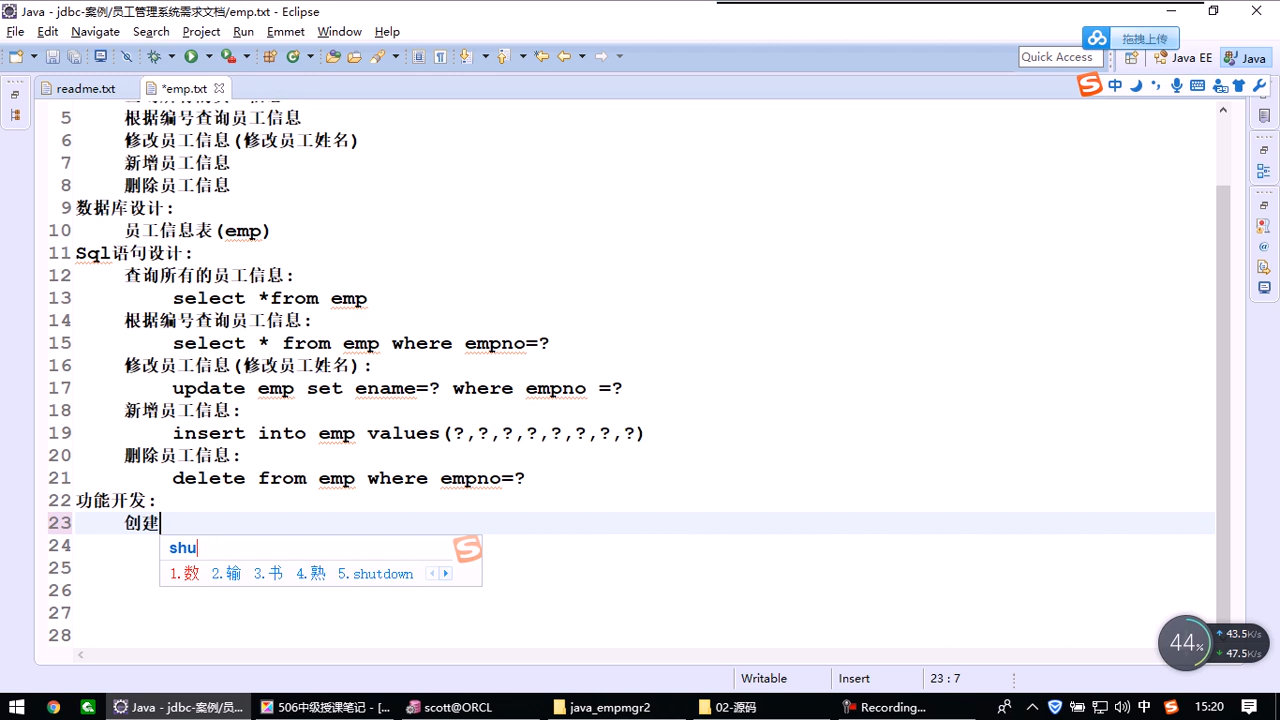 Java - jdbc-案例/员工管理系统需求文档/emp.txt - Eclipse
File Edit Navigate Search Project Run Emmet Window Help
拖拽上传
Quick Access
Java EE
Java
中
readme.txt
*emp.txt
5 根据编号查询员工信息
6 修改员工信息(修改员工姓名)
7 新增员工信息
8 删除员工信息
9 数据库设计:
10 员工信息表(emp)
11 Sql语句设计:
12 查询所有的员工信息:
13 select *from emp
14 根据编号查询员工信息:
15 select * from emp where empno=?
16 修改员工信息(修改员工姓名):
17 update emp set ename=? where empno =?
18 新增员工信息:
19 insert into emp values(?,?,?,?,?,?,?,?)
20 删除员工信息:
21 delete from emp where empno=?
22 功能开发:
23 创建
shu
1.数 2.输 3.书 4.熟 5.shutdown
24
25
26
27
28
44%
43.5K/s
47.5K/s
Writable Insert 23 : 7
Java - jdbc-案例/员...
506中级授课笔记 - [...
scott@ORCL
java_empmgr2
02-源码
Recording...
中
15:20